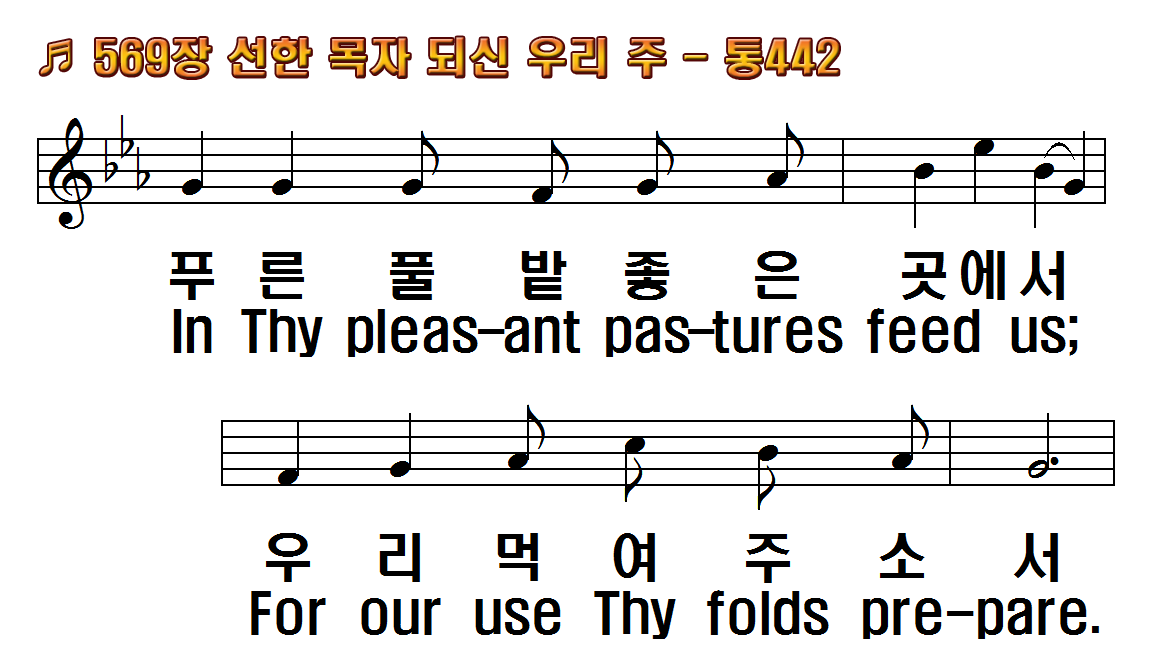 ♬ 569장 선한 목자 되신 우리 주 - 통442
푸 른 풀 밭 좋 은 곳 에 서
In Thy pleas-ant pas-tures feed us;
우 리 먹 여 주 소 서
For our use Thy folds pre-pare.